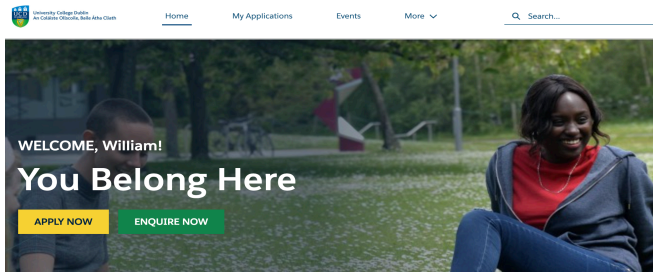 UCD
University College Dublin
An Coláiste Ollscoile, Baile Átha Cliath
Home
My Applications
Events
More
Search...
WELCOME, William!
You Belong Here
APPLY NOW
ENQUIRE NOW